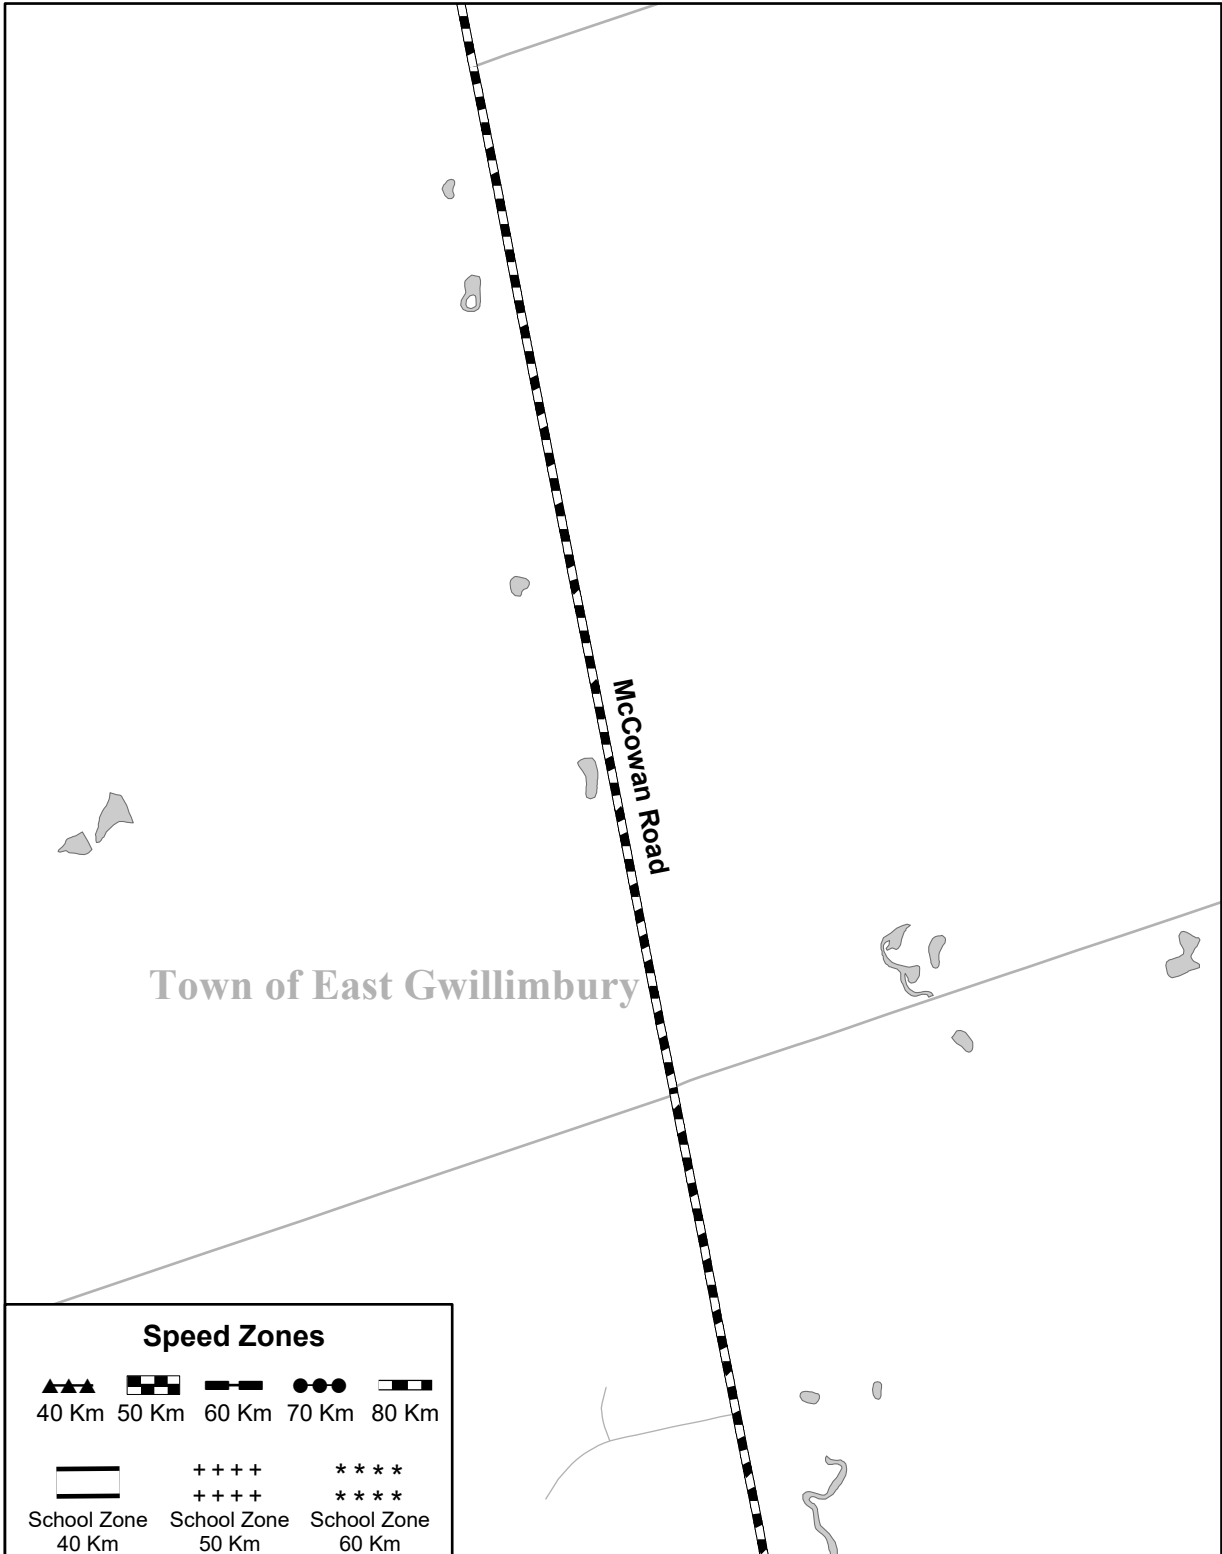 McCowan Road
Town of East Gwillimbury
Speed Zones
40 Km 50 Km 60 Km 70 Km 80 Km
School Zone School Zone School Zone
40 Km 50 Km 60 Km